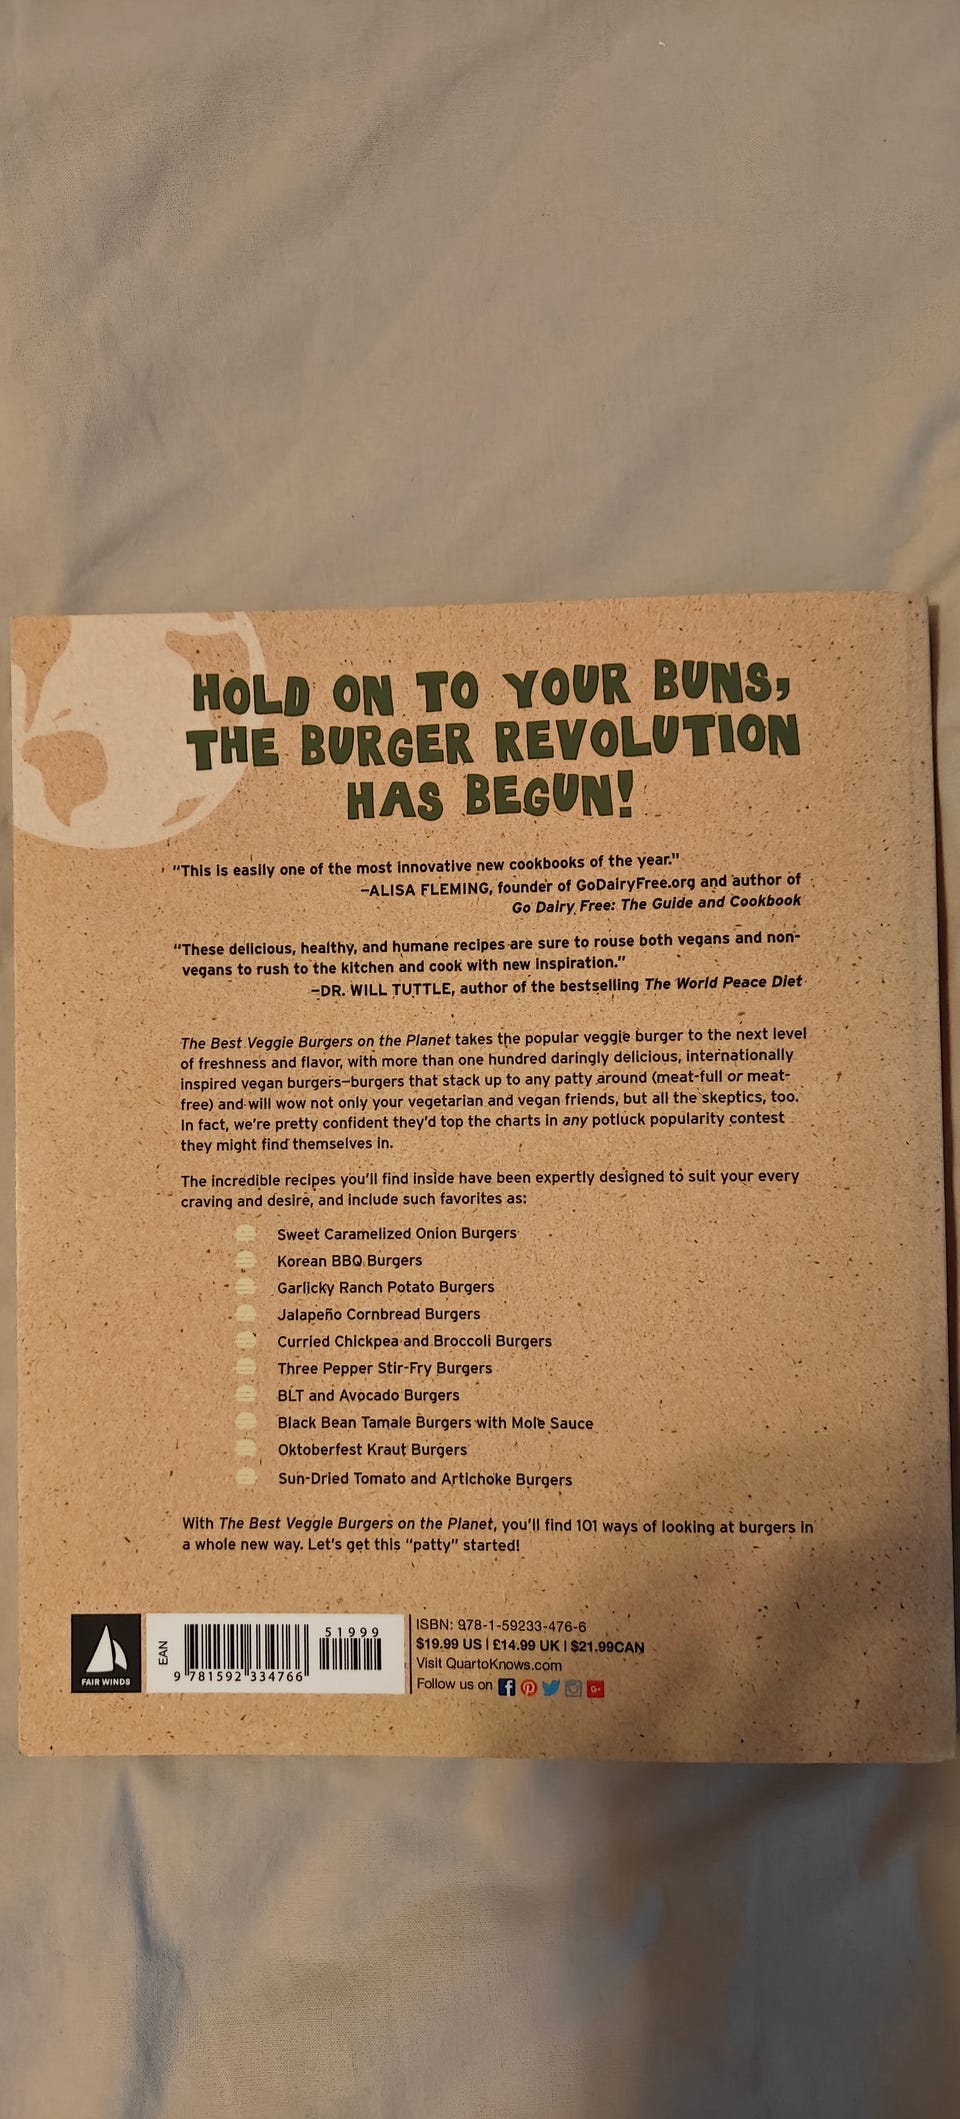 HOLD ON TO YOUR BUNS,
THE BURGER REVOLUTION
HAS BEGUN!
"This is easily one of the most innovative new cookbooks of the year."
–ALISA FLEMING, founder of GoDairyFree.org and author of
Go Dairy Free: The Guide and Cookbook
"These delicious, healthy, and humane recipes are sure to rouse both vegans and non-
vegans to rush to the kitchen and cook with new inspiration."
–DR. WILL TUTTLE, author of the bestselling The World Peace Diet
The Best Veggie Burgers on the Planet takes the popular veggie burger to the next level
of freshness and flavor, with more than one hundred daringly delicious, internationally
inspired vegan burgers–burgers that stack up to any patty around (meat-full or meat-
free) and will wow not only your vegetarian and vegan friends, but all the skeptics, too.
In fact, we're pretty confident they'd top the charts in any potluck popularity contest
they might find themselves in.
The incredible recipes you'll find inside have been expertly designed to suit your every
craving and desire, and include such favorites as:
Sweet Caramelized Onion Burgers
Korean BBQ Burgers
Garlicky Ranch Potato Burgers
Jalapeño Cornbread Burgers
Curried Chickpea and Broccoli Burgers
Three Pepper Stir-Fry Burgers
BLT and Avocado Burgers
Black Bean Tamale Burgers with Mole Sauce
Oktoberfest Kraut Burgers
Sun-Dried Tomato and Artichoke Burgers
With The Best Veggie Burgers on the Planet, you'll find 101 ways of looking at burgers in
a whole new way. Let's get this "patty" started!
FAIR WINDS
EAN
9 781592 334766
51999
ISBN: 978-1-59233-476-6
$19.99 US | £14.99 UK | $21.99CAN
Visit QuartoKnows.com
Follow us on
G+